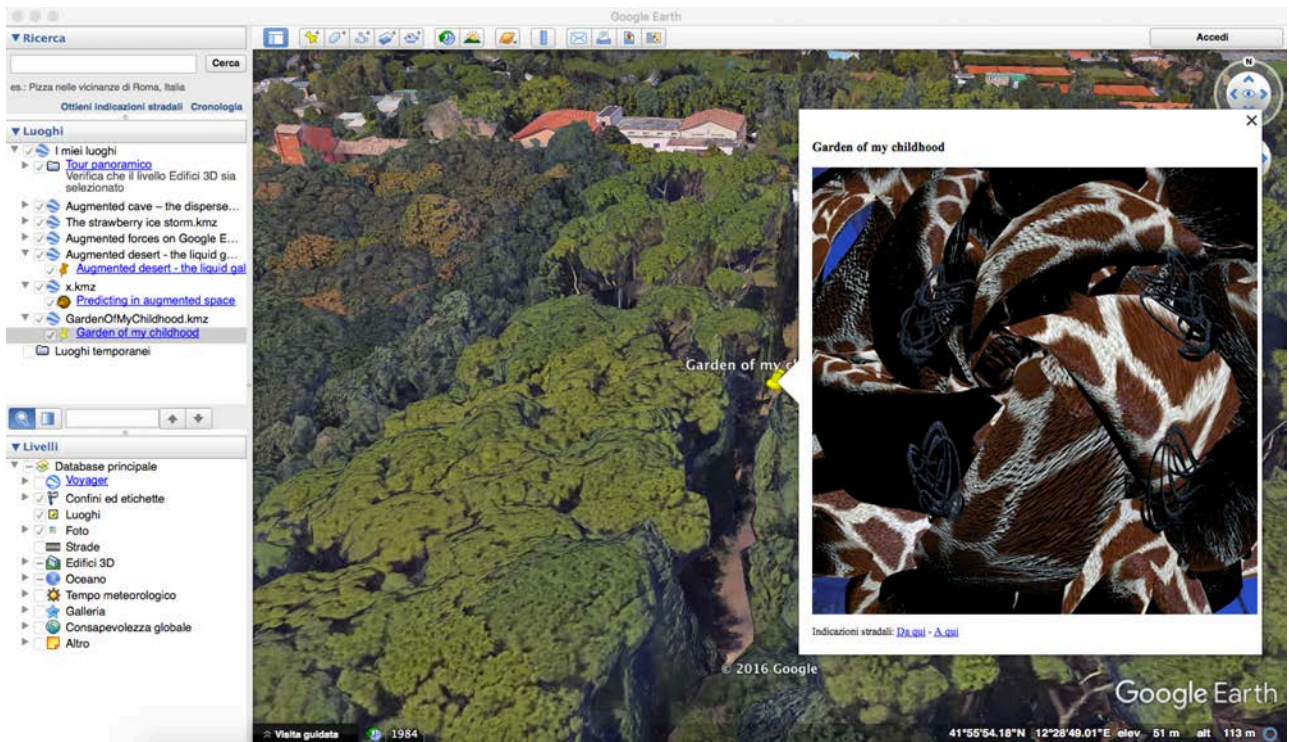 Google Earth
▼ Ricerca
Cerca
es.: Pizza nelle vicinanze di Roma, Italia
Ottieni indicazioni stradali Cronologia
▼ Luoghi
I miei luoghi
Tour panoramico
Verifica che il livello Edifici 3D sia
selezionato
Augmented cave – the disperse...
The strawberry ice storm.kmz
Augmented forces on Google E...
Augmented desert - the liquid g...
Augmented desert - the liquid gal
x.kmz
Predicting in augmented space
GardenOfMyChildhood.kmz
Garden of my childhood
Luoghi temporanei
▼ Livelli
Database principale
Voyager
Confini ed etichette
Luoghi
Foto
Strade
Edifici 3D
Oceano
Tempo meteorologico
Galleria
Consapevolezza globale
Altro
Accedi
N
Garden of my childhood
Garden of my c
Indicazioni stradali: Da qui - A qui
© 2016 Google
Google Earth
Visita guidata
1984
41°55'54.18"N 12°28'49.01"E elev 51 m alt 113 m